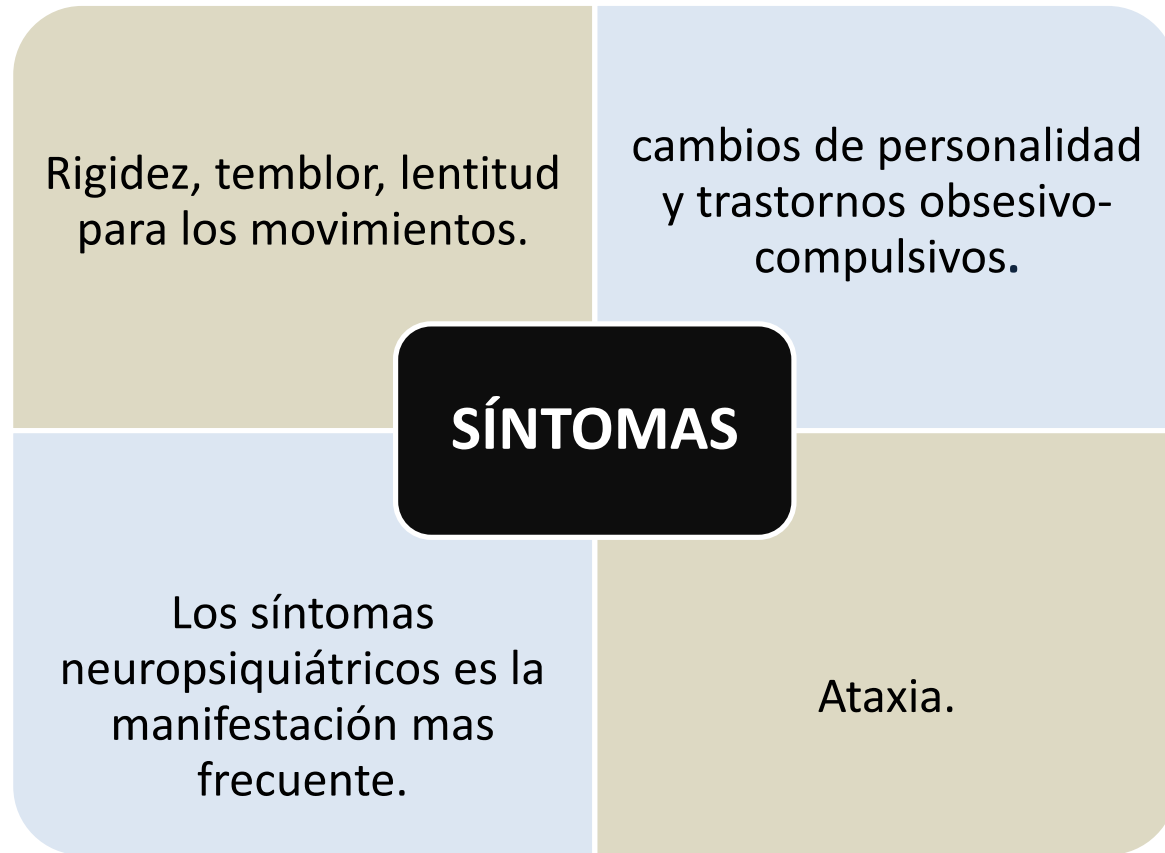 Rigidez, temblor, lentitud
para los movimientos.
cambios de personalidad
y trastornos obsesivo-
compulsivos.
SÍNTOMAS
Los síntomas
neuropsiquiátricos es la
manifestación mas
frecuente.
Ataxia.